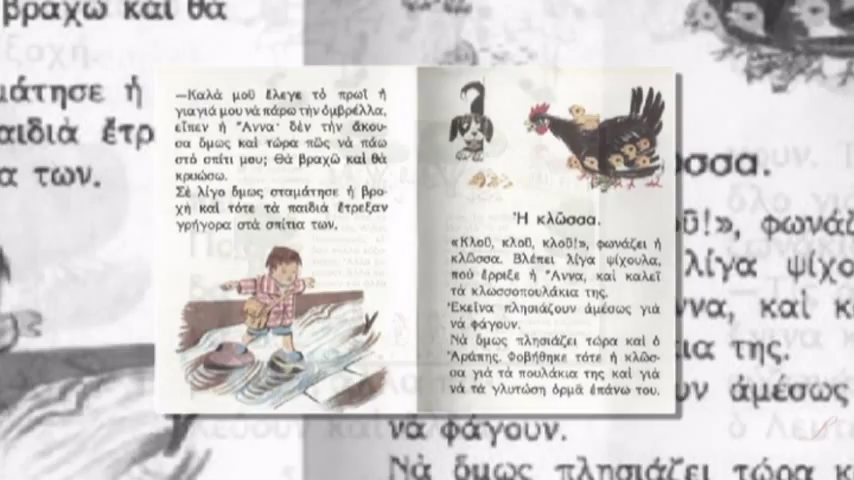 —Καλὰ μοῦ ἔλεγε τὸ πρωῒ ἡ
γιαγιά μου νὰ πάρω τὴν ὀμβρέλλα,
εἶπεν ἡ Ἄννα· δὲν τὴν ἄκου-
σα ὅμως καὶ τώρα πῶς νὰ πάω
στὸ σπίτι μου; Θὰ βραχῶ καὶ θὰ
κρυώσω.
Σὲ λίγο ὅμως σταμάτησε ἡ βρο-
χὴ καὶ τότε τὰ παιδιὰ ἔτρεξαν
γρήγορα στὰ σπίτια των.
Ἡ κλῶσσα.
«Κλοῦ, κλοῦ, κλοῦ!», φωνάζει ἡ
κλῶσσα. Βλέπει λίγα ψίχουλα,
ποὺ ἔρριξε ἡ Ἄννα, καὶ καλεῖ
τὰ κλωσσοπουλάκια της.
Ἐκεῖνα πλησιάζουν ἀμέσως γιὰ
νὰ φάγουν.
Νὰ ὅμως πλησιάζει τώρα καὶ ὁ
Ἀράπης. Φοβήθηκε τότε ἡ κλῶσ-
σα γιὰ τὰ πουλάκια της καὶ γιὰ
νὰ τὰ γλυτώσῃ ὁρμᾶ ἐπάνω του.
βραχῶ καὶ θὰ
μάτησε ἡ
αιδιὰ ἔτρ
α των.
σσα.
οῦ!», φωνάζ
λίγα ψίχο
ννα, καὶ κ
ια της.
υν ἀμέσως
νὰ φάγουν.
Νὰ ὅμως πλησιάζει τώρα κα